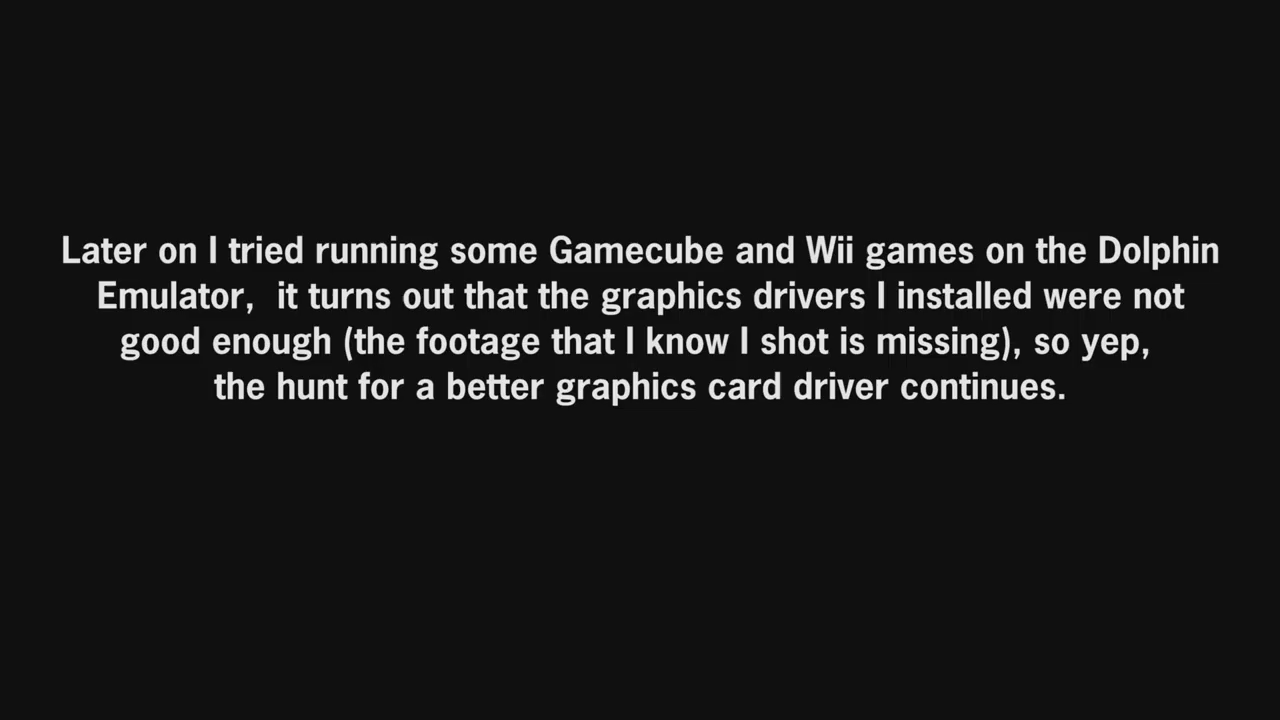 Later on I tried running some Gamecube and Wii games on the Dolphin
Emulator,  it turns out that the graphics drivers I installed were not
good enough (the footage that I know I shot is missing), so yep,
the hunt for a better graphics card driver continues.